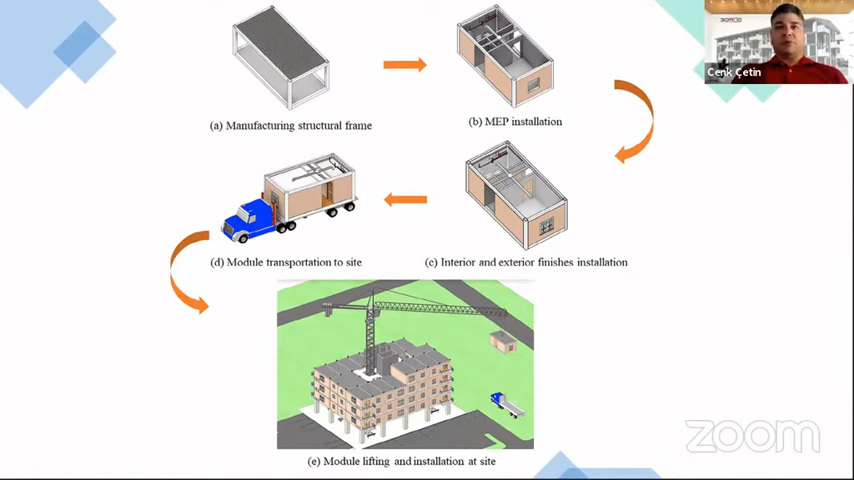 (a) Manufacturing structural frame
(b) MEP installation
Cenk Çetin
(d) Module transportation to site
(c) Interior and exterior finishes installation
(e) Module lifting and installation at site
zoom